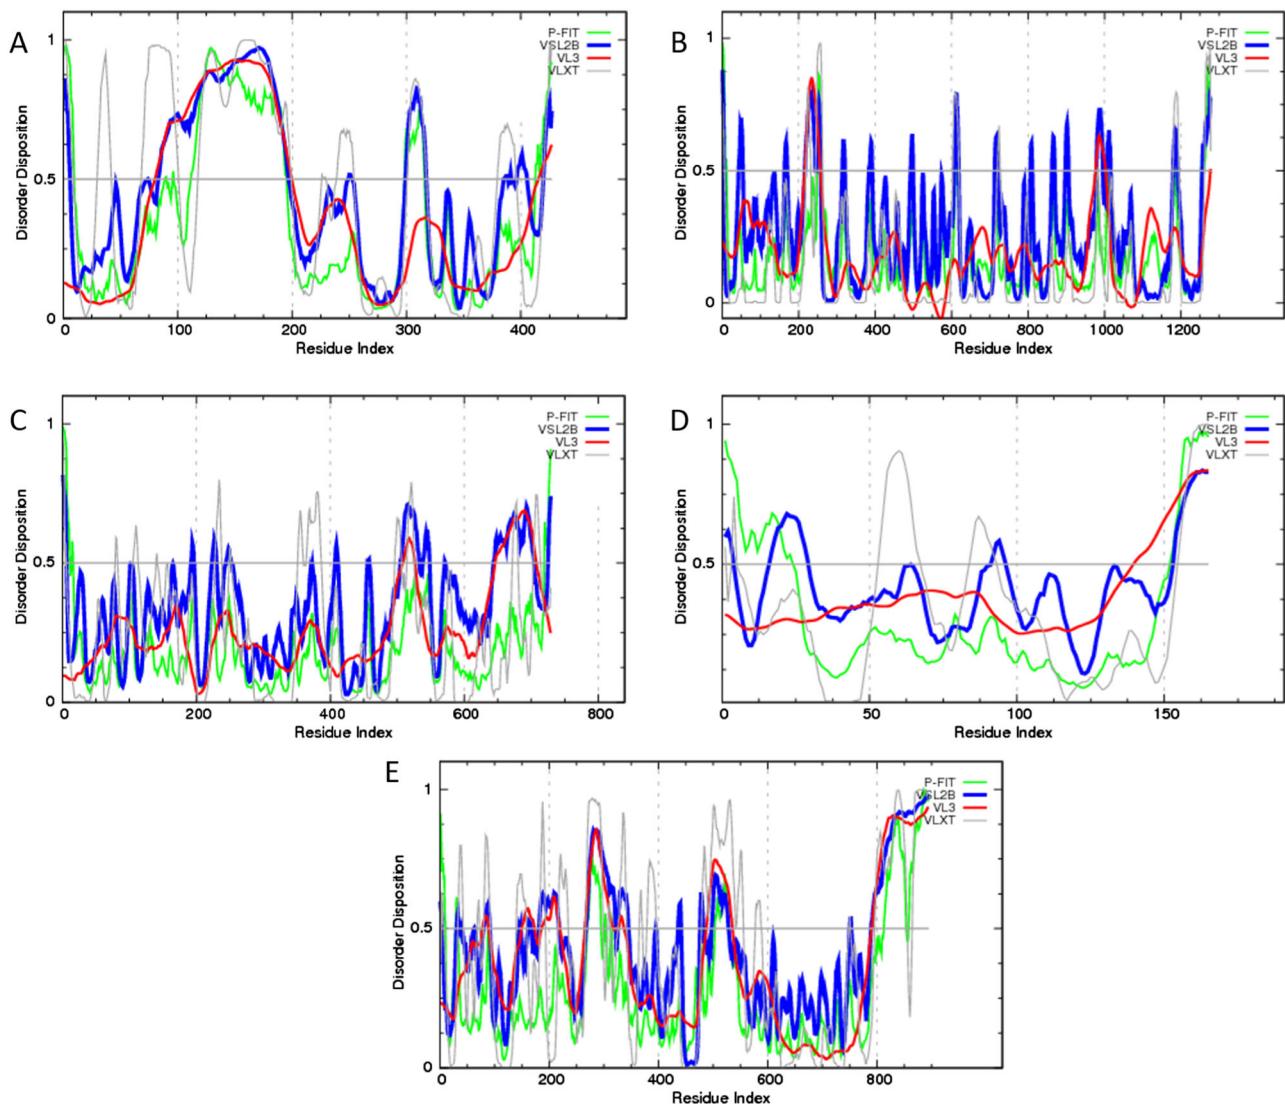 A
1
0.5
0
Disorder Disposition
P-FIT
VSL2B
VL3
VLXT
0 100 200 300 400
Residue Index
B
1
0.5
0
Disorder Disposition
P-FIT
VSL2B
VL3
VLXT
0 200 400 600 800 1000 1200
Residue Index
C
1
0.5
0
Disorder Disposition
P-FIT
VSL2B
VL3
VLXT
0 200 400 600 800
Residue Index
D
1
0.5
0
Disorder Disposition
P-FIT
VSL2B
VL3
VLXT
0 50 100 150
Residue Index
E
1
0.5
0
Disorder Disposition
P-FIT
VSL2B
VL3
VLXT
0 200 400 600 800
Residue Index